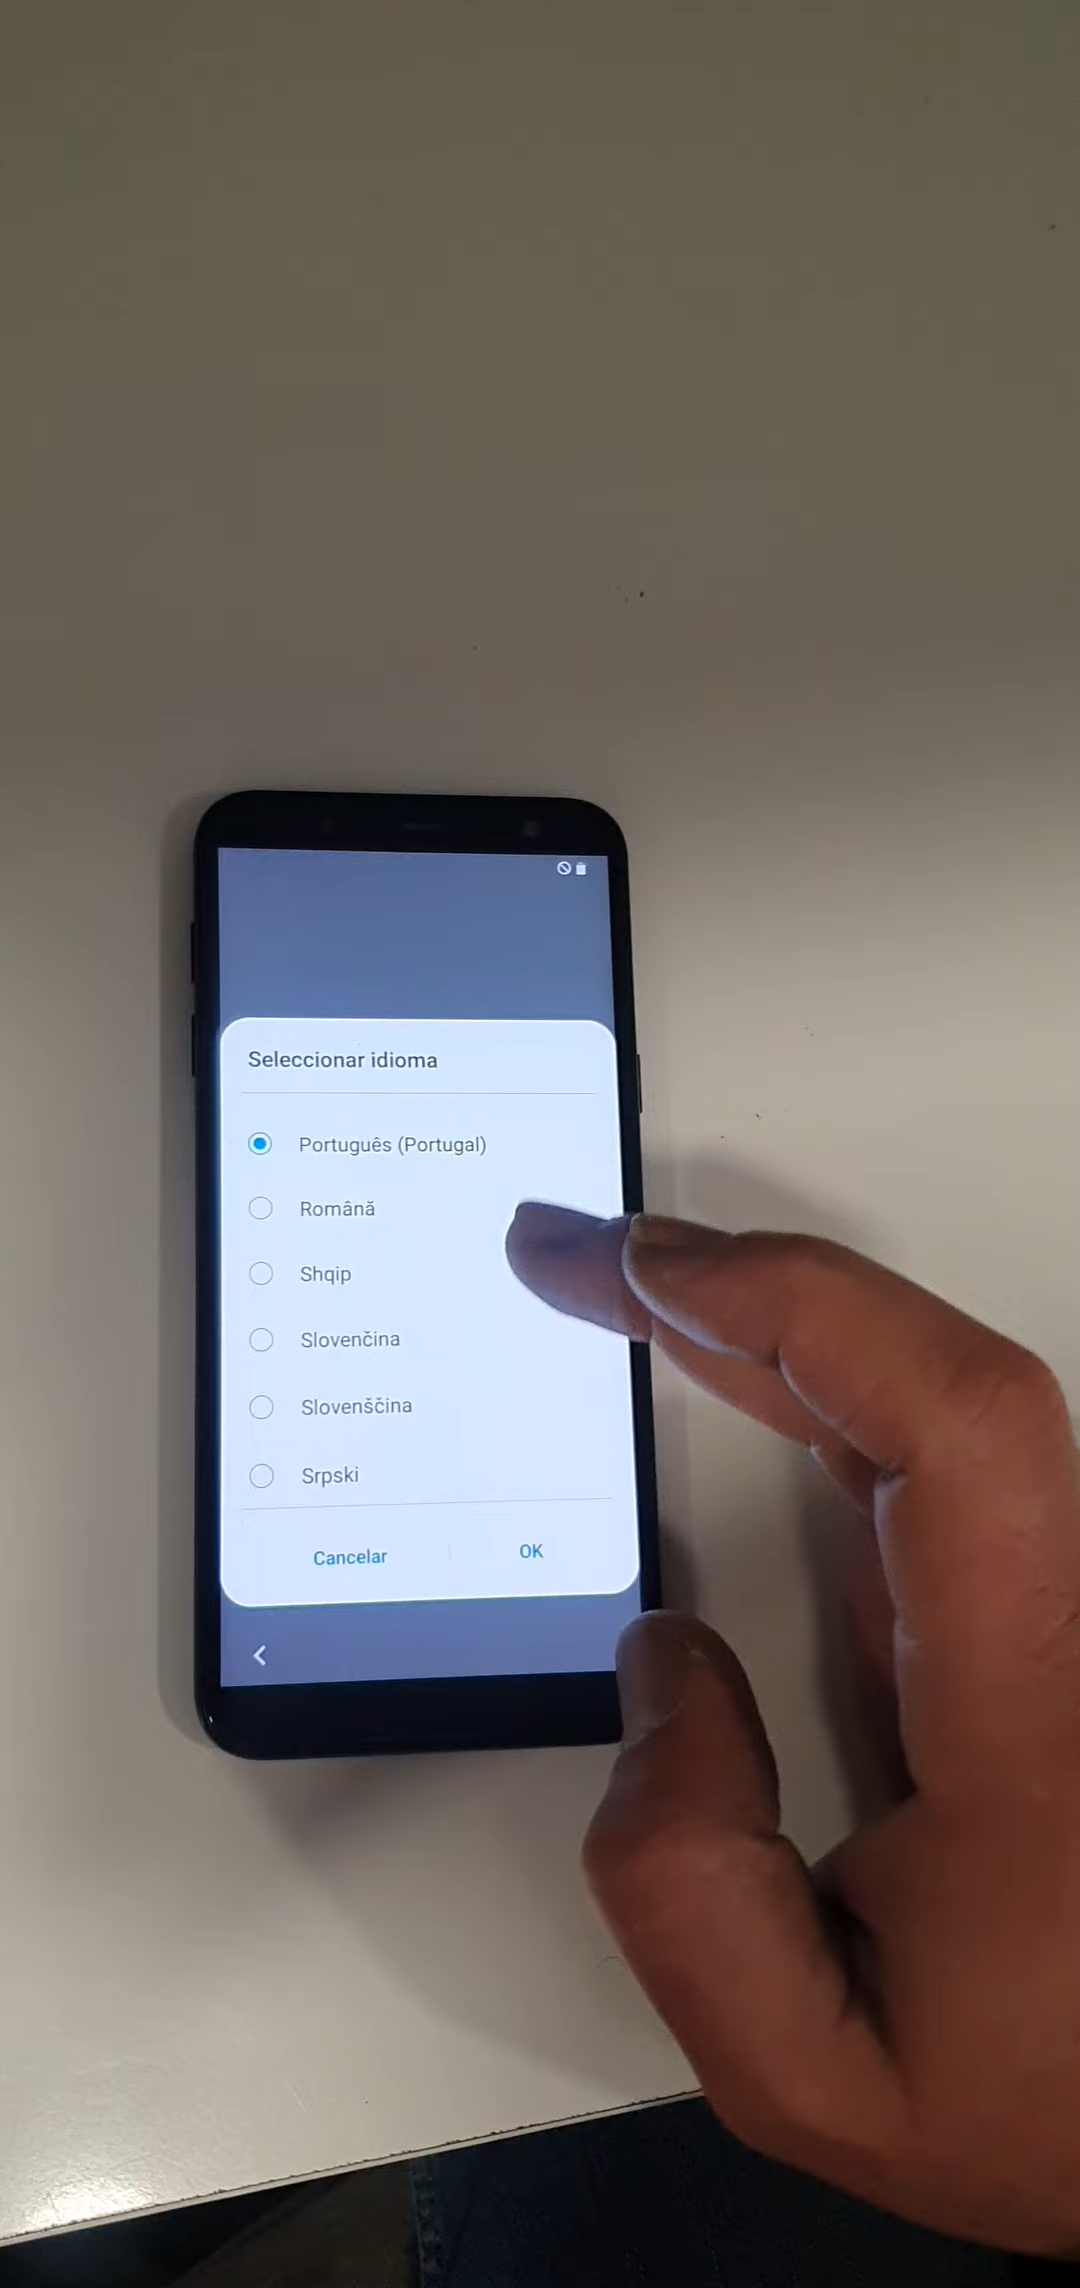 Seleccionar idioma
Português (Portugal)
Română
Shqip
Slovenčina
Slovenščina
Srpski
Cancelar
OK